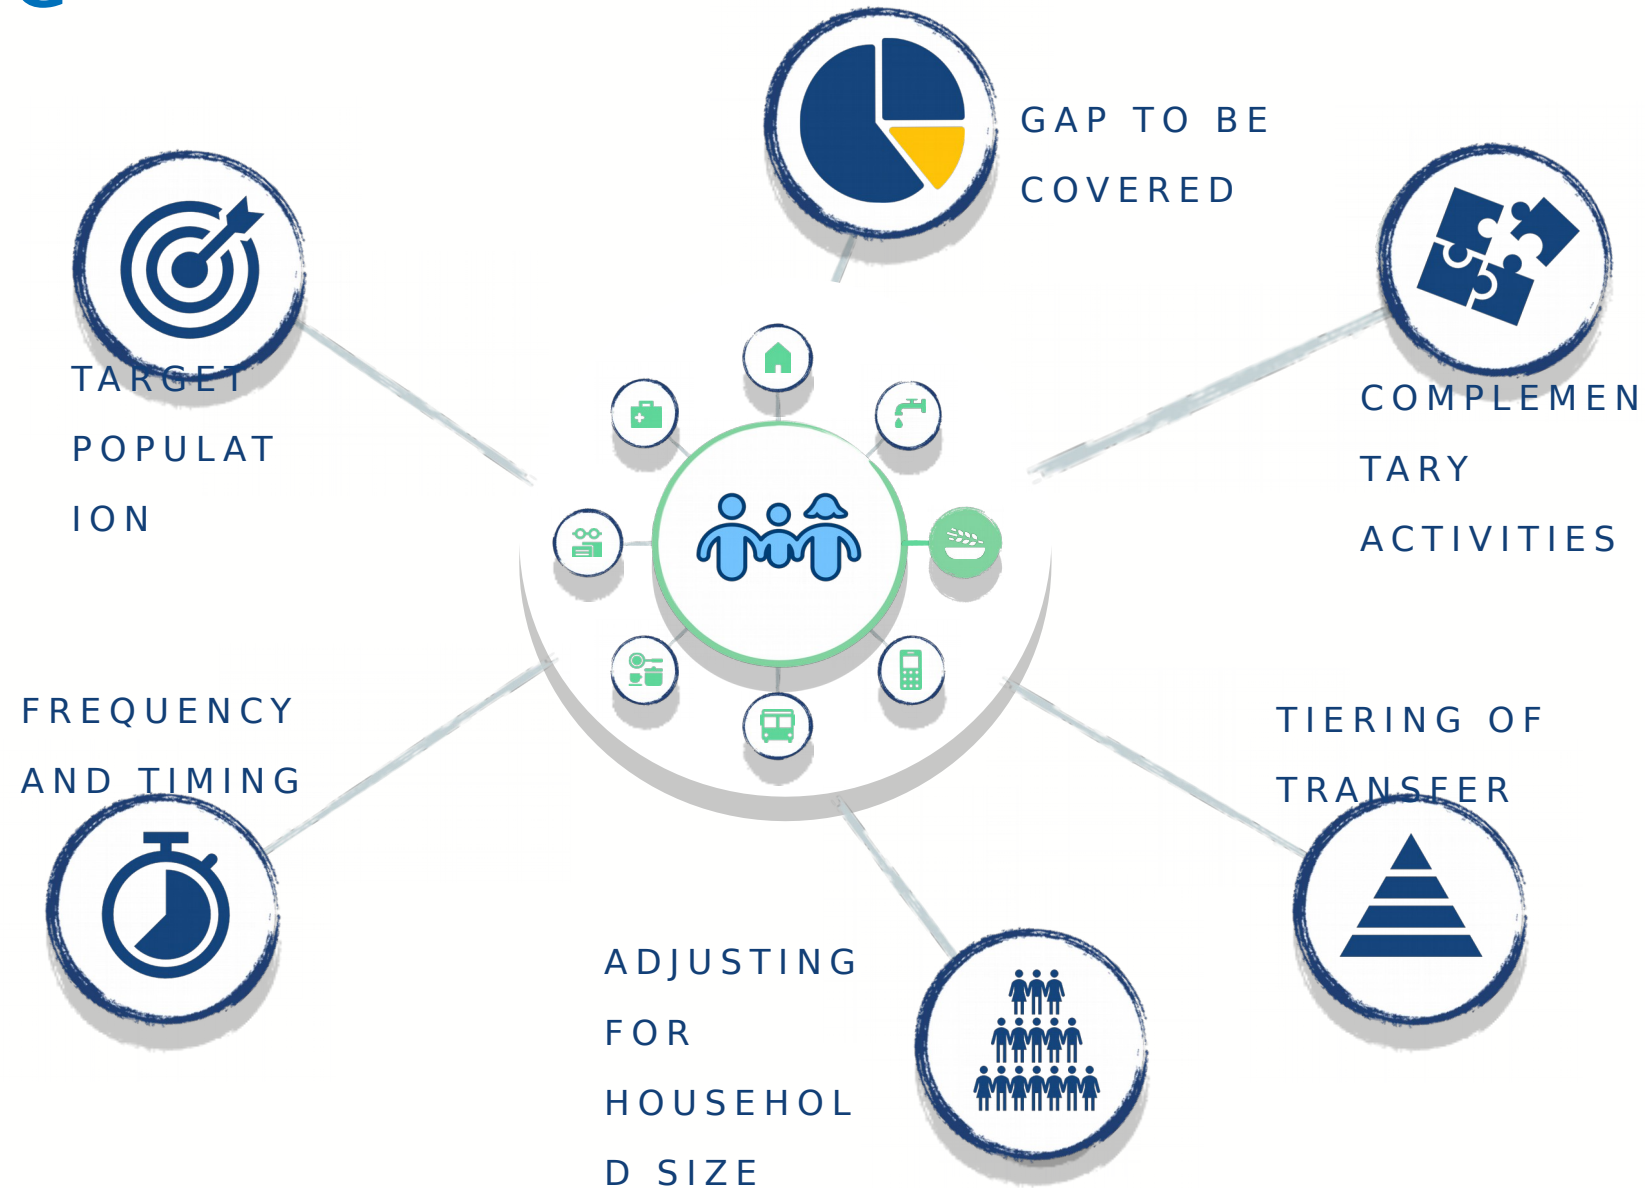 GAP TO BE
COVERED
TARGET
POPULAT
ION
COMPLEMEN
TARY
ACTIVITIES
FREQUENCY
AND TIMING
TIERING OF
TRANSFER
ADJUSTING
FOR
HOUSEHOL
D SIZE